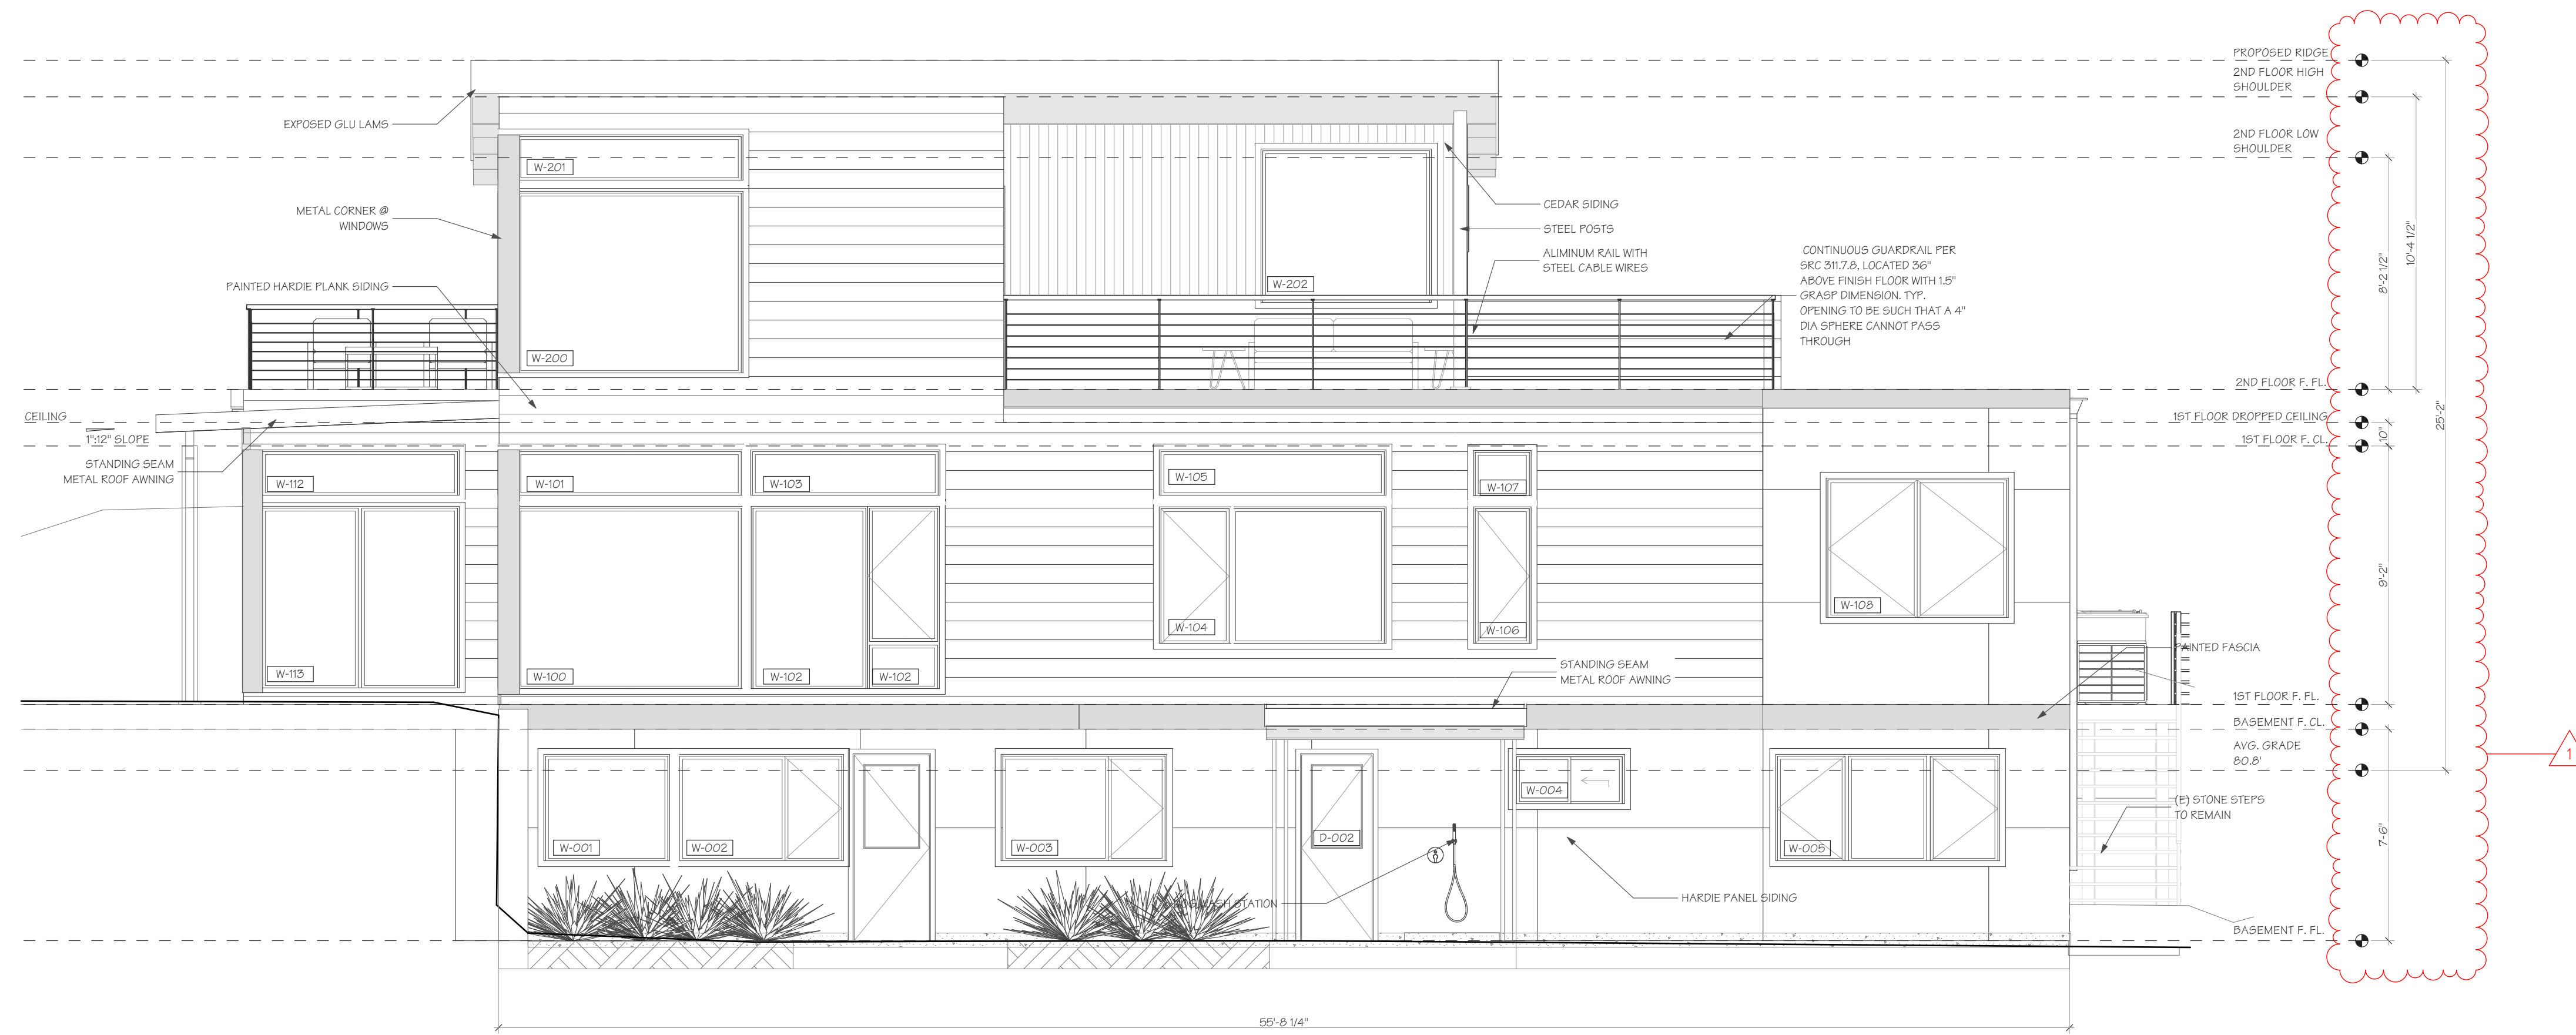 PROPOSED RIDGE
2ND FLOOR HIGH
SHOULDER
EXPOSED GLU LAMS
2ND FLOOR LOW
SHOULDER
W-201
METAL CORNER @
WINDOWS
CEDAR SIDING
STEEL POSTS
ALIMINUM RAIL WITH
STEEL CABLE WIRES
CONTINUOUS GUARDRAIL PER
SRC 311.7.8, LOCATED 36"
ABOVE FINISH FLOOR WITH 1.5"
GRASP DIMENSION. TYP.
OPENING TO BE SUCH THAT A 4"
DIA SPHERE CANNOT PASS
THROUGH
8'-2 1/2"
10'-4 1/2"
25'-2"
PAINTED HARDIE PLANK SIDING
W-202
W-200
2ND FLOOR F. FL.
CEILING
1ST FLOOR DROPPED CEILING
1":12" SLOPE
1ST FLOOR F. CL.
10"
STANDING SEAM
METAL ROOF AWNING
W-112
W-101
W-103
W-105
W-107
9'-2"
W-108
W-104
W-106
W-113
W-100
W-102
W-102
STANDING SEAM
METAL ROOF AWNING
AINTED FASCIA
1ST FLOOR F. FL.
BASEMENT F. CL.
AVG. GRADE
80.8'
1
W-004
(E) STONE STEPS
TO REMAIN
D-002
W-001
W-002
W-003
W-005
7'-6"
HARDIE PANEL SIDING
STATION
BASEMENT F. FL.
55'-8 1/4"